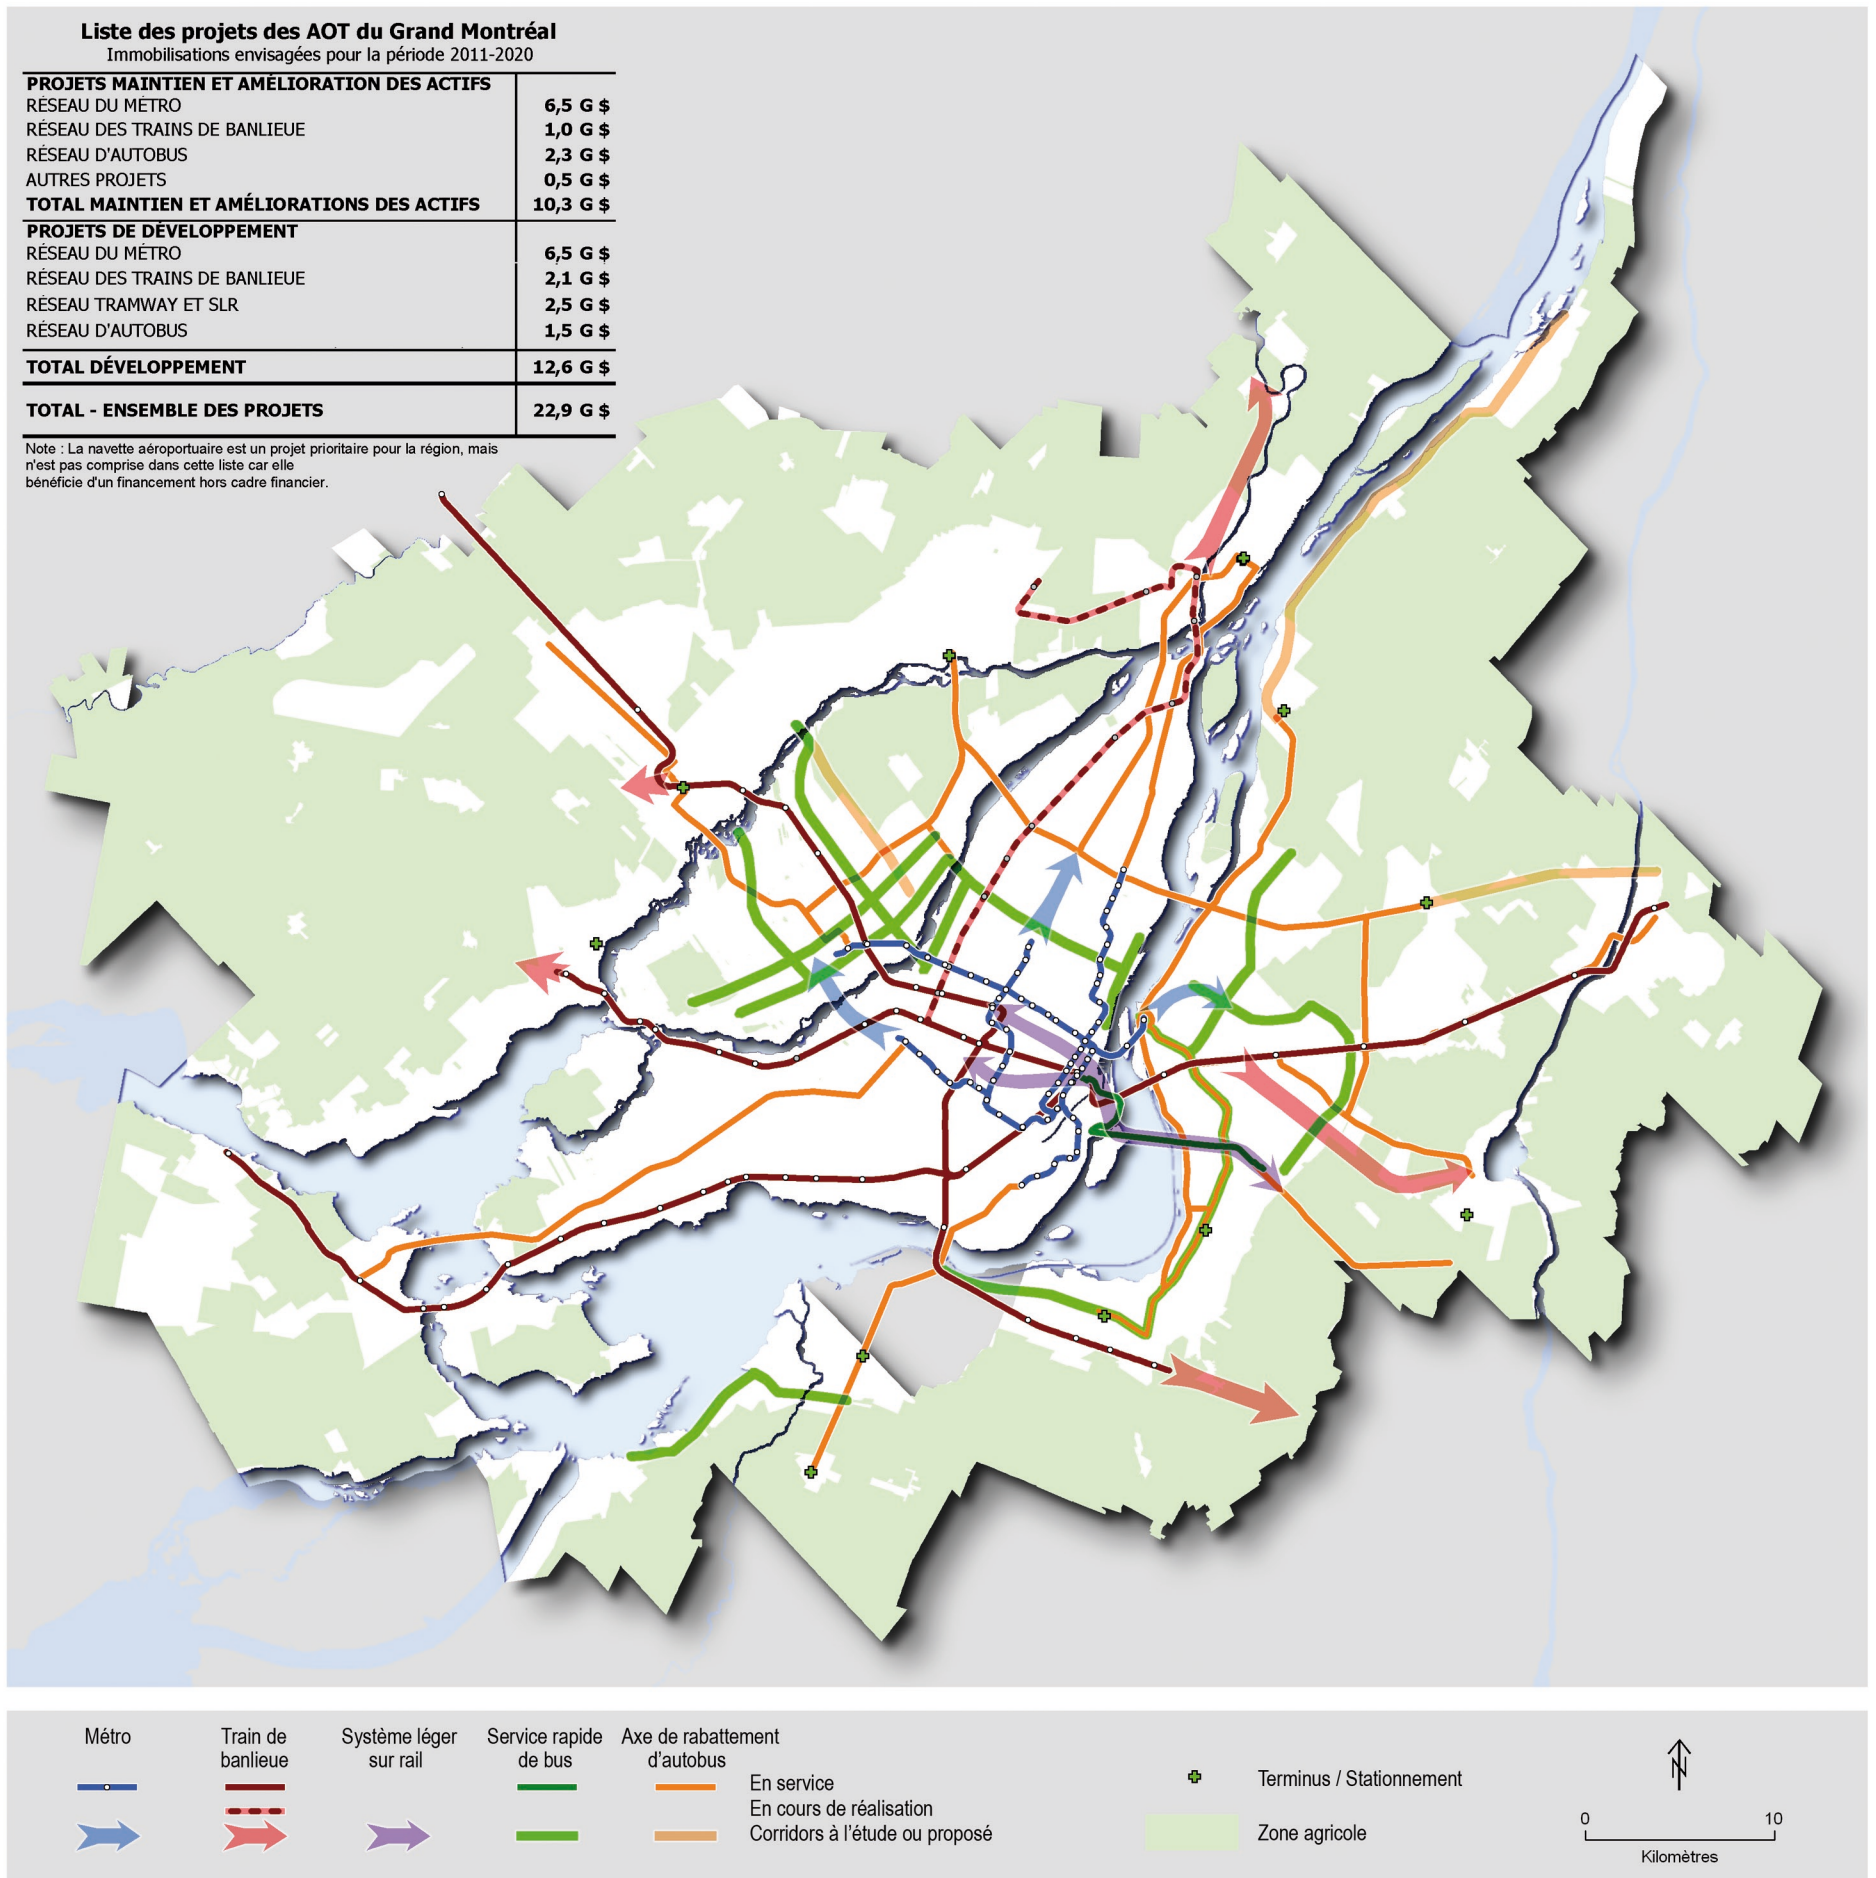 Liste des projets des AOT du Grand Montréal
Immobilisations envisagées pour la période 2011-2020
PROJETS MAINTIEN ET AMÉLIORATION DES ACTIFS
RÉSEAU DU MÉTRO 6,5 G $
RÉSEAU DES TRAINS DE BANLIEUE 1,0 G $
RÉSEAU D'AUTOBUS 2,3 G $
AUTRES PROJETS 0,5 G $
TOTAL MAINTIEN ET AMÉLIORATIONS DES ACTIFS 10,3 G $
PROJETS DE DÉVELOPPEMENT
RÉSEAU DU MÉTRO 6,5 G $
RÉSEAU DES TRAINS DE BANLIEUE 2,1 G $
RÉSEAU TRAMWAY ET SLR 2,5 G $
RÉSEAU D'AUTOBUS 1,5 G $
TOTAL DÉVELOPPEMENT 12,6 G $
TOTAL - ENSEMBLE DES PROJETS 22,9 G $
Note : La navette aéroportuaire est un projet prioritaire pour la région, mais
n'est pas comprise dans cette liste car elle
bénéficie d'un financement hors cadre financier.
Métro
Train de
banlieue
Système léger
sur rail
Service rapide
de bus
Axe de rabattement
d'autobus
En service
En cours de réalisation
Corridors à l'étude ou proposé
Terminus / Stationnement
Zone agricole
N
0 10
Kilomètres